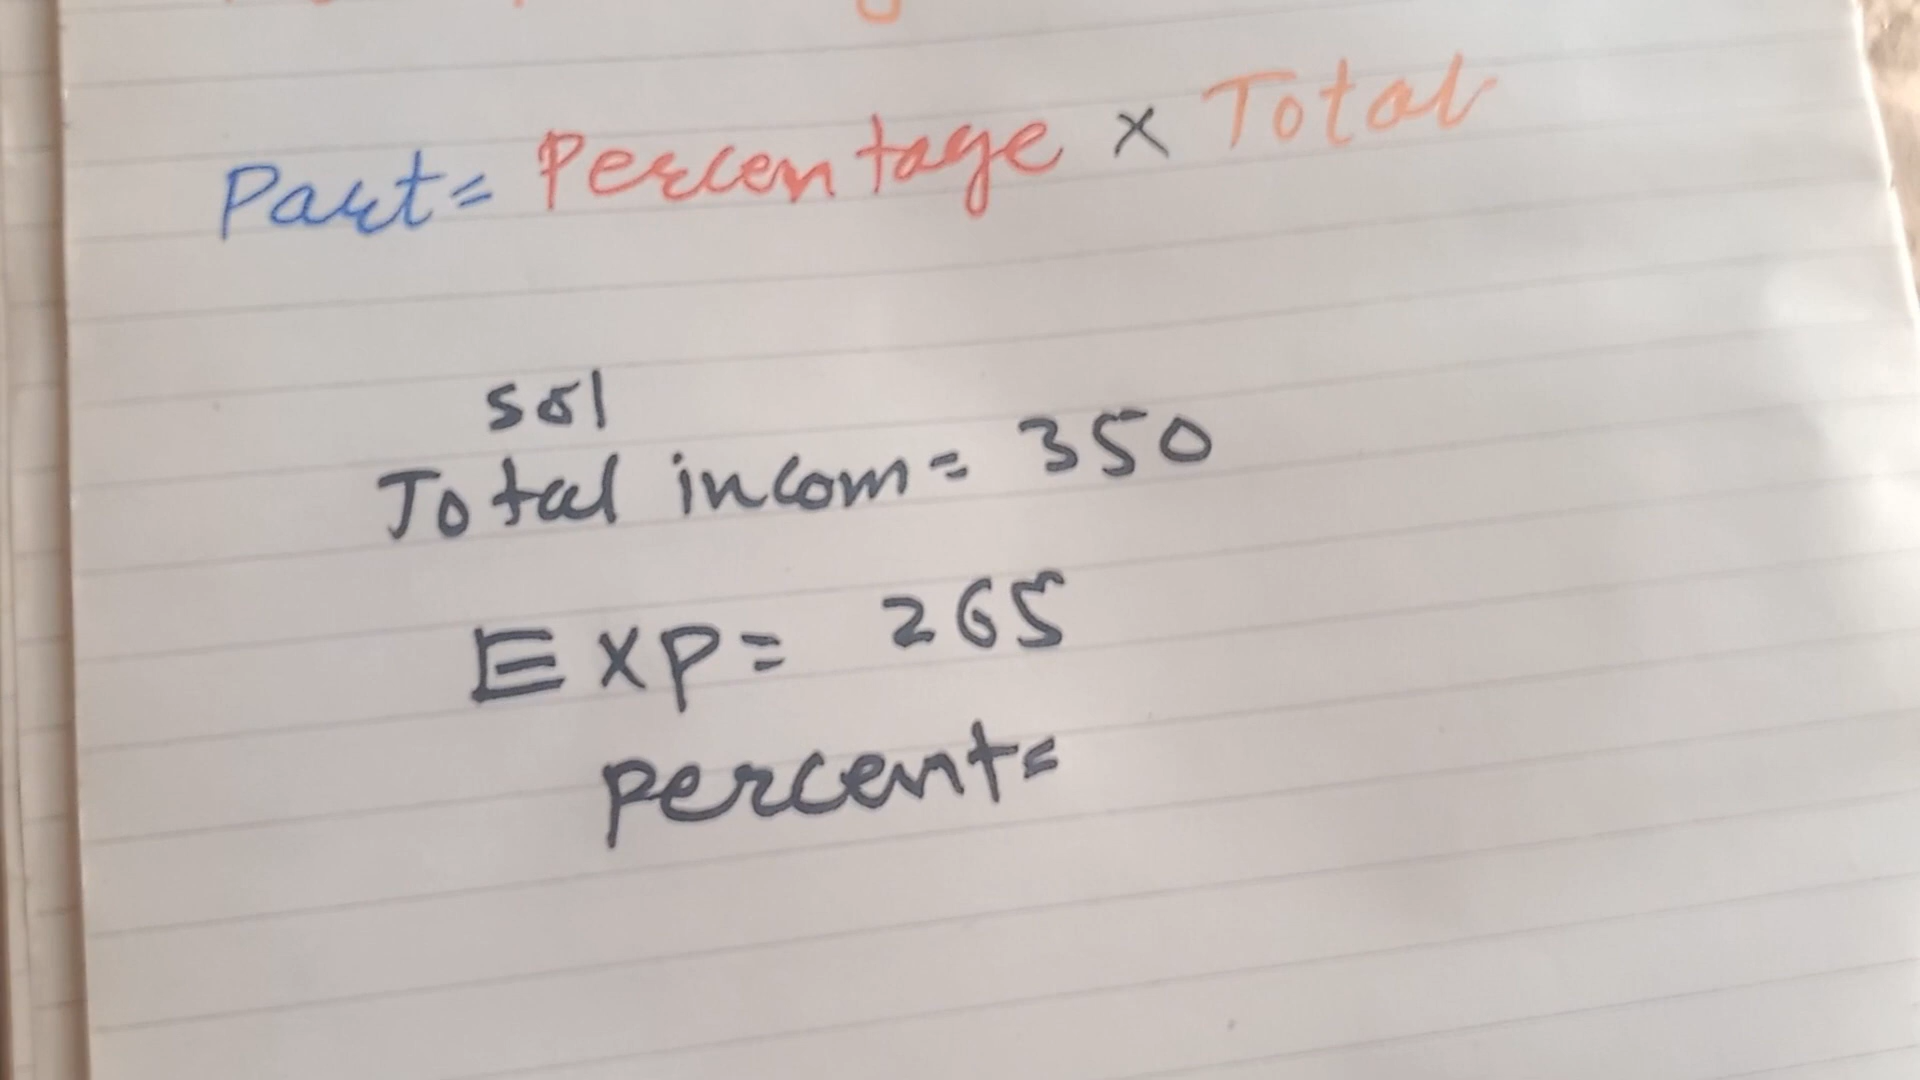 Part= Percentage x Total
sol
Total incom= 350
Exp= 265
percent=